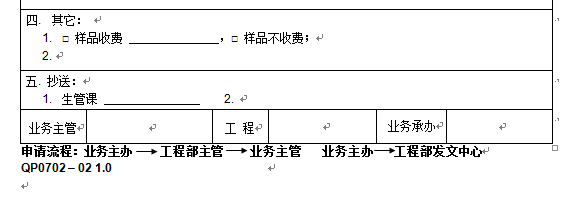 四. 其它：
1. □ 样品收费 ______________，□ 样品不收费；
2.
五. 抄送：
1. 生管课 ______________ 2.
业务主管 工 程 业务承办
申请流程：业务主办 → 工程部主管 → 业务主管 业务主办 → 工程部发文中心
QP0702 – 02 1.0